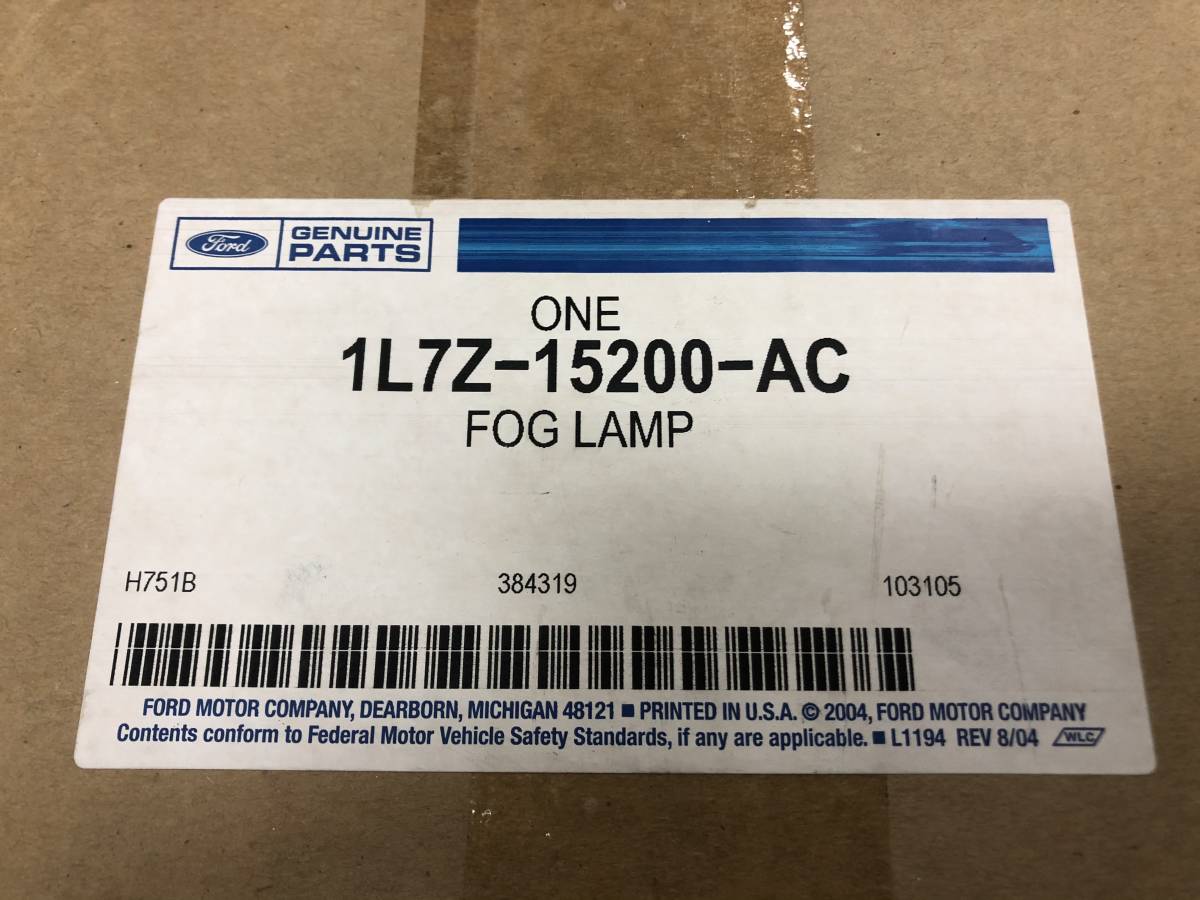 Ford GENUINE PARTS
ONE
1L7Z-15200-AC
FOG LAMP
H751B 384319 103105
FORD MOTOR COMPANY, DEARBORN, MICHIGAN 48121 ■ PRINTED IN U.S.A. © 2004, FORD MOTOR COMPANY
Contents conform to Federal Motor Vehicle Safety Standards, if any are applicable. ■ L1194 REV 8/04 WLC